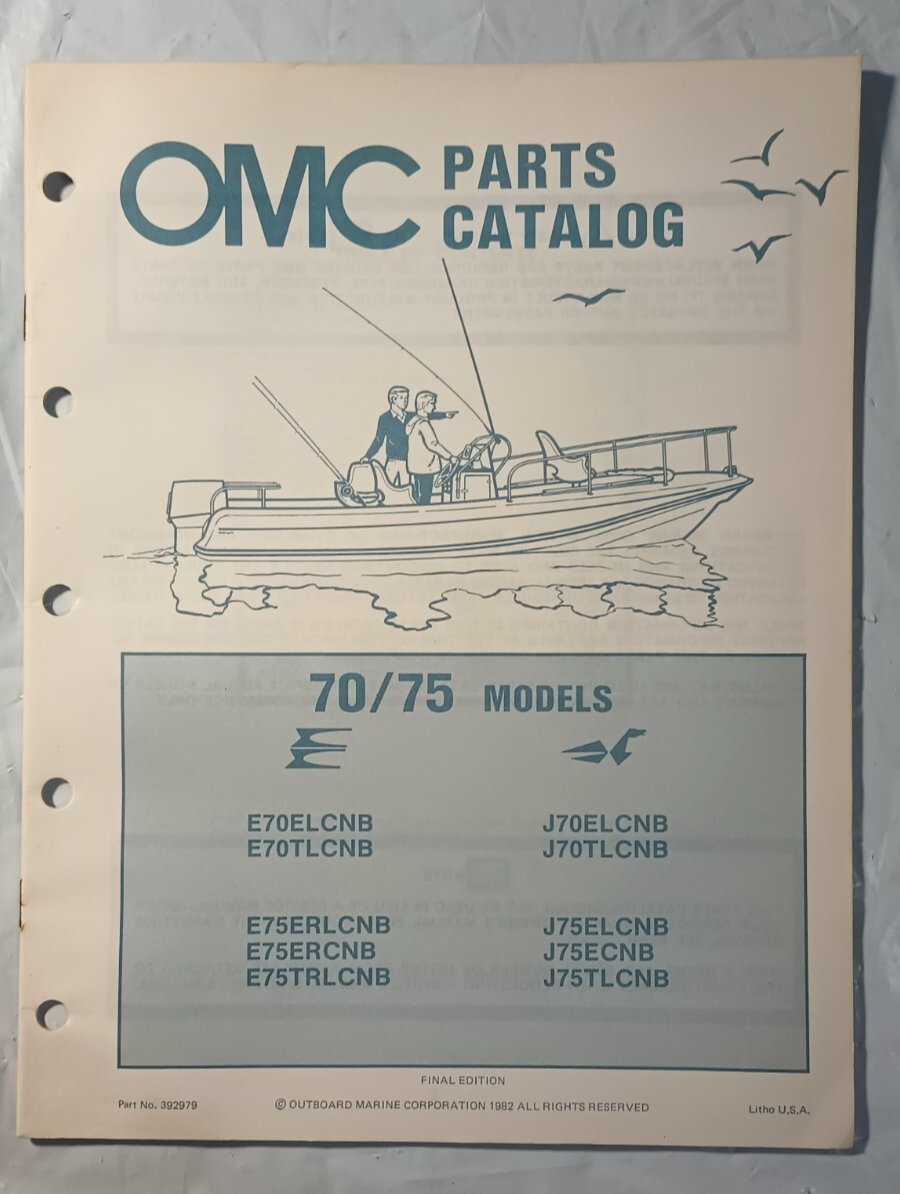 OMC PARTS
CATALOG
70/75 MODELS
E70ELCNB J70ELCNB
E70TLCNB J70TLCNB
E75ERLCNB J75ELCNB
E75ERCNB J75ECNB
E75TRLCNB J75TLCNB
FINAL EDITION
Part No. 392979 © OUTBOARD MARINE CORPORATION 1982 ALL RIGHTS RESERVED Litho U.S.A.